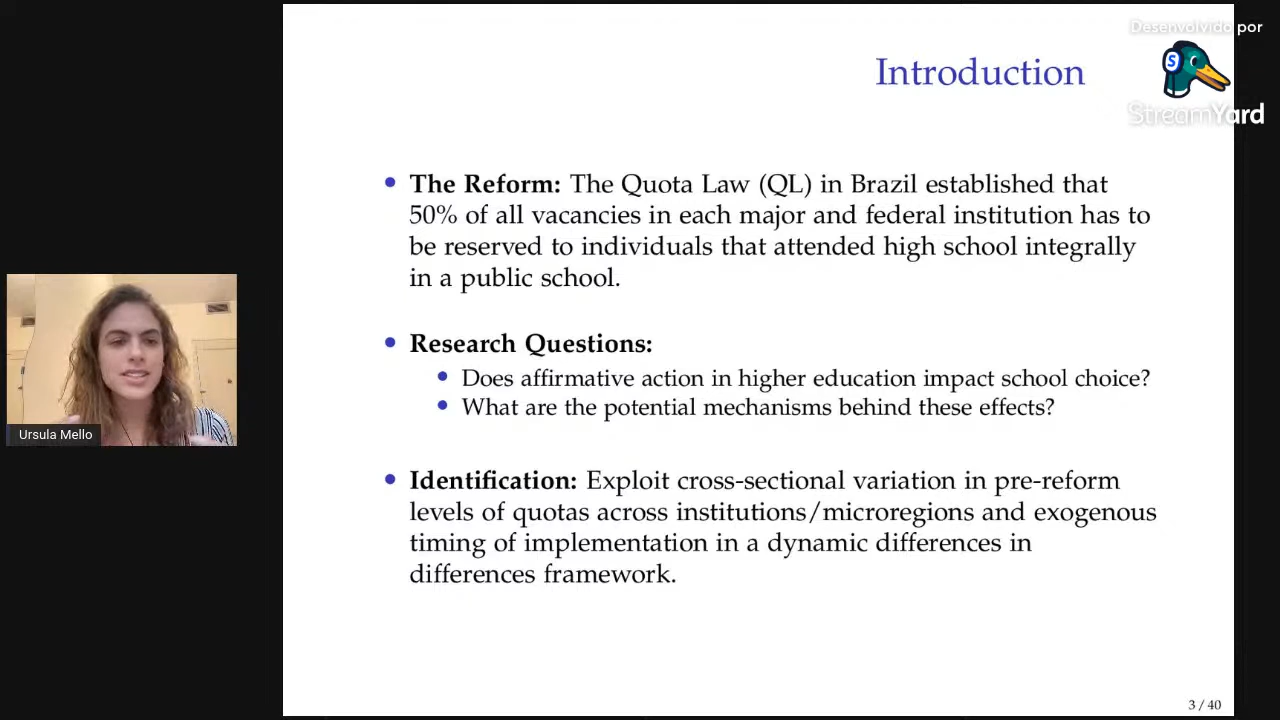 Desenvolvido por
StreamYard
Introduction
• The Reform: The Quota Law (QL) in Brazil established that
50% of all vacancies in each major and federal institution has to
be reserved to individuals that attended high school integrally
in a public school.
• Research Questions:
• Does affirmative action in higher education impact school choice?
• What are the potential mechanisms behind these effects?
• Identification: Exploit cross-sectional variation in pre-reform
levels of quotas across institutions/microregions and exogenous
timing of implementation in a dynamic differences in
differences framework.
Ursula Mello
3 / 40